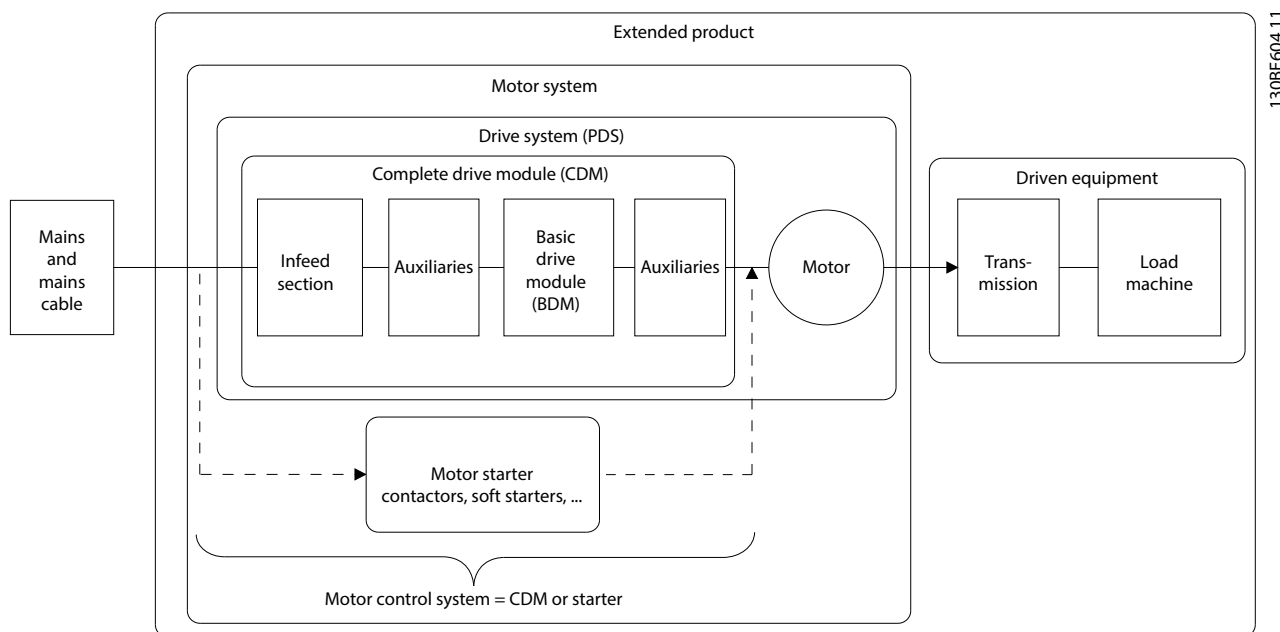 Extended product
130BF604.11
Motor system
Drive system (PDS)
Complete drive module (CDM)
Driven equipment
Mains
and
mains
cable
Infeed
section
Auxiliaries
Basic
drive
module
(BDM)
Auxiliaries
Motor
Trans-
mission
Load
machine
Motor starter
contactors, soft starters, ...
Motor control system = CDM or starter